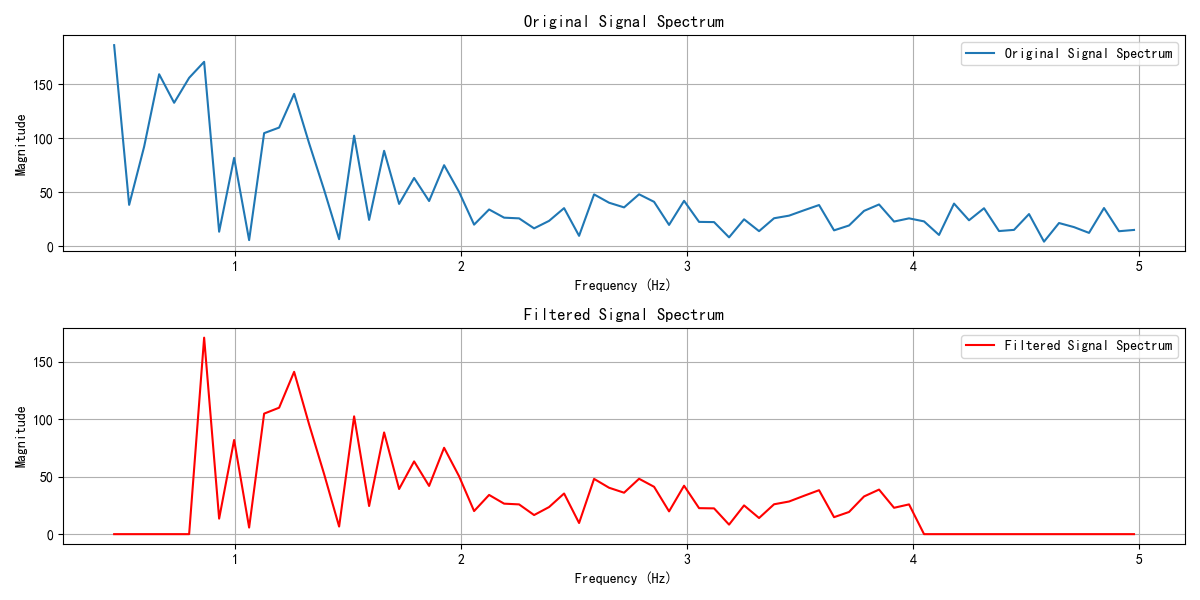 Original Signal Spectrum
Original Signal Spectrum
Magnitude
150
100
50
0
1 2 3 4 5
Frequency (Hz)
Filtered Signal Spectrum
Filtered Signal Spectrum
Magnitude
150
100
50
0
1 2 3 4 5
Frequency (Hz)